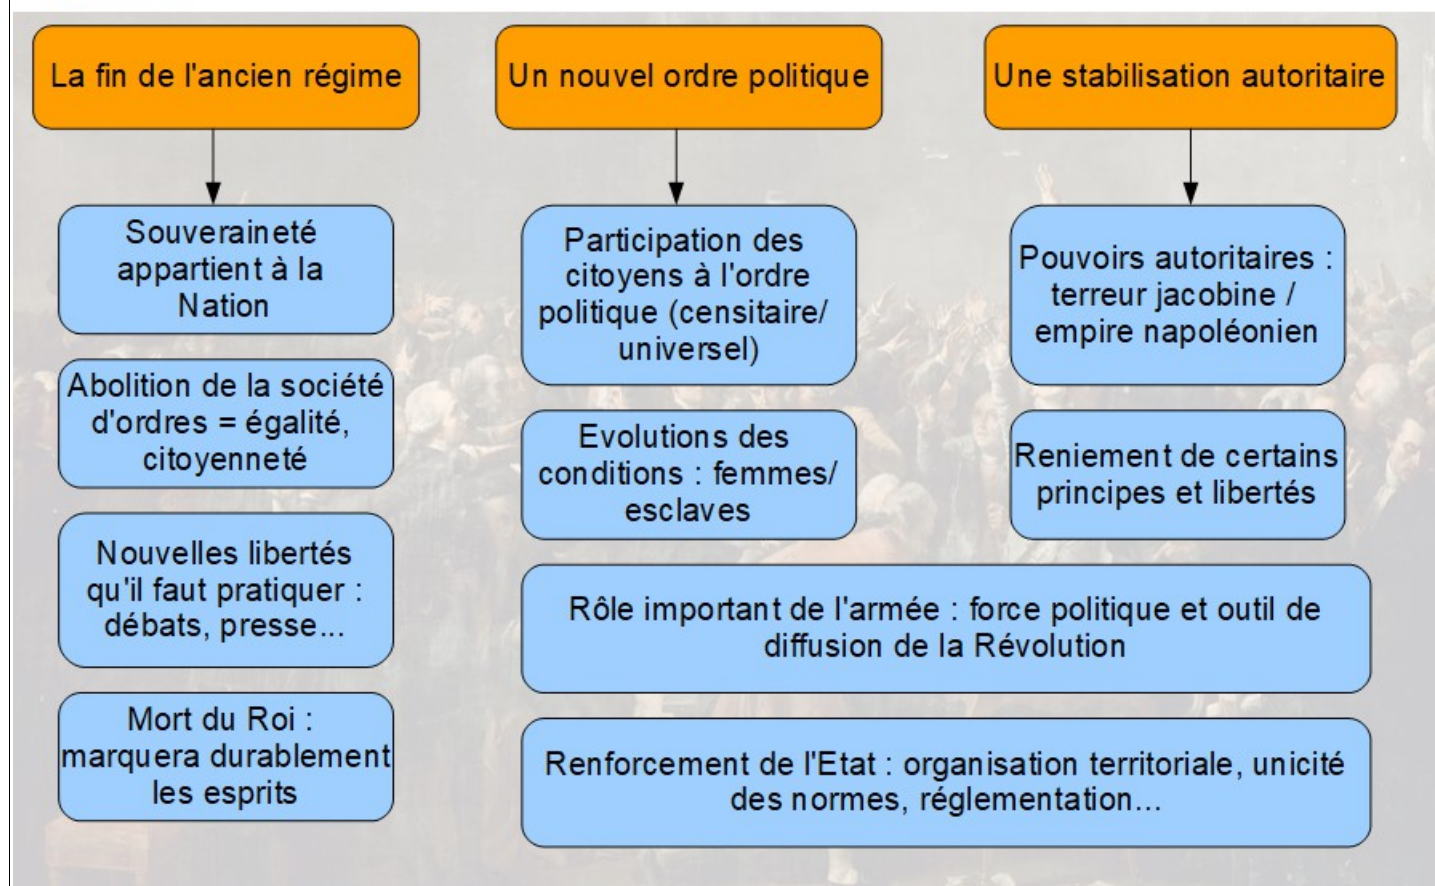 La fin de l'ancien régime
Souveraineté
appartient à la
Nation
Abolition de la société
d'ordres = égalité,
citoyenneté
Nouvelles libertés
qu'il faut pratiquer :
débats, presse...
Mort du Roi :
marquera durablement
les esprits
Un nouvel ordre politique
Participation des
citoyens à l'ordre
politique (censitaire/
universel)
Evolutions des
conditions : femmes/
esclaves
Une stabilisation autoritaire
Pouvoirs autoritaires :
terreur jacobine /
empire napoléonien
Reniement de certains
principes et libertés
Rôle important de l'armée : force politique et outil de
diffusion de la Révolution
Renforcement de l'Etat : organisation territoriale, unicité
des normes, réglementation...